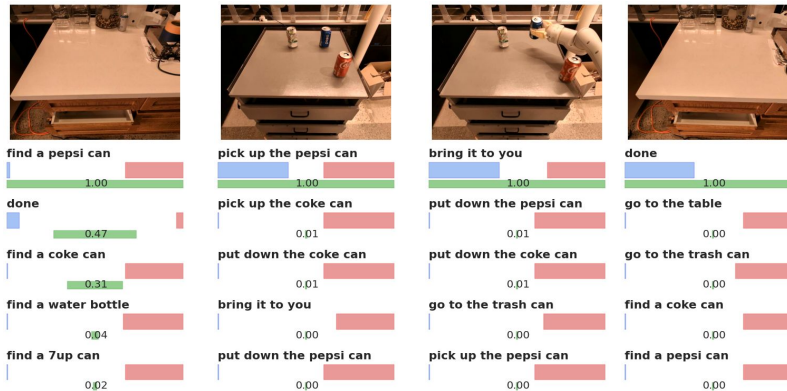 find a pepsi can
1.00
done
0.47
find a coke can
0.31
find a water bottle
0.04
find a 7up can
0.02
pick up the pepsi can
1.00
pick up the coke can
0.01
put down the coke can
0.01
bring it to you
0.00
put down the pepsi can
0.00
bring it to you
1.00
put down the pepsi can
0.01
put down the coke can
0.01
go to the trash can
0.00
pick up the pepsi can
0.00
done
1.00
go to the table
0.00
go to the trash can
0.00
find a coke can
0.00
find a pepsi can
0.00